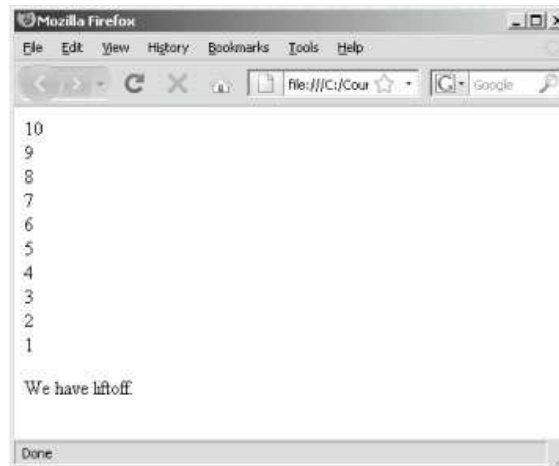 Mozilla Firefox
File Edit View History Bookmarks Tools Help
file:///C:/Cour G Google
10
9
8
7
6
5
4
3
2
1
We have liftoff.
Done